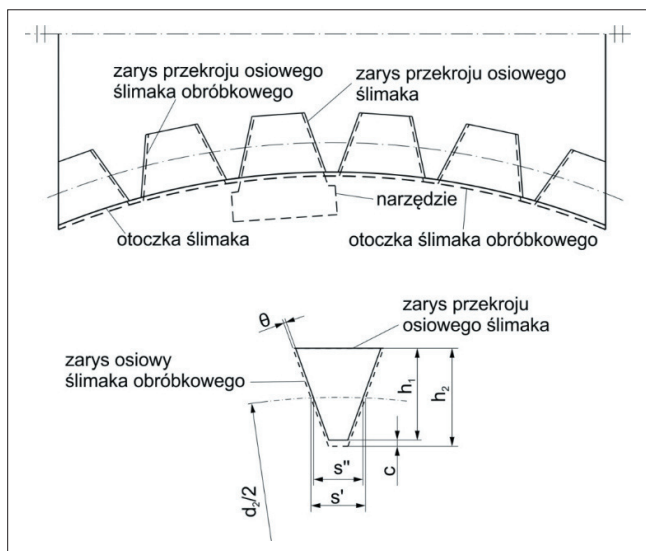 zarys przekroju osiowego
ślimaka obróbkowego
zarys przekroju osiowego
ślimaka
narzędzie
otoczka ślimaka
otoczka ślimaka obróbkowego
zarys przekroju
osiowego ślimaka
θ
zarys osiowy
ślimaka obróbkowego
h₁
h₂
s''
c
s'
d₂/2